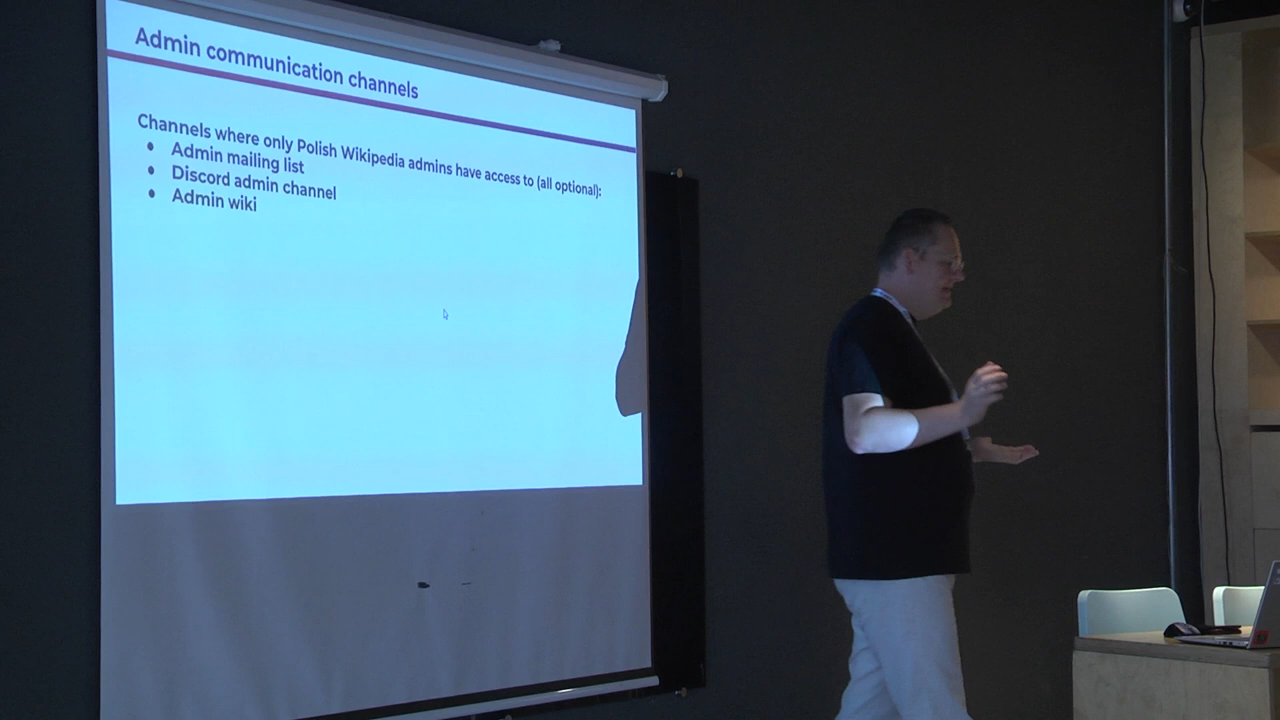 Admin communication channels
Channels where only Polish Wikipedia admins have access to (all optional):
● Admin mailing list
● Discord admin channel
● Admin wiki